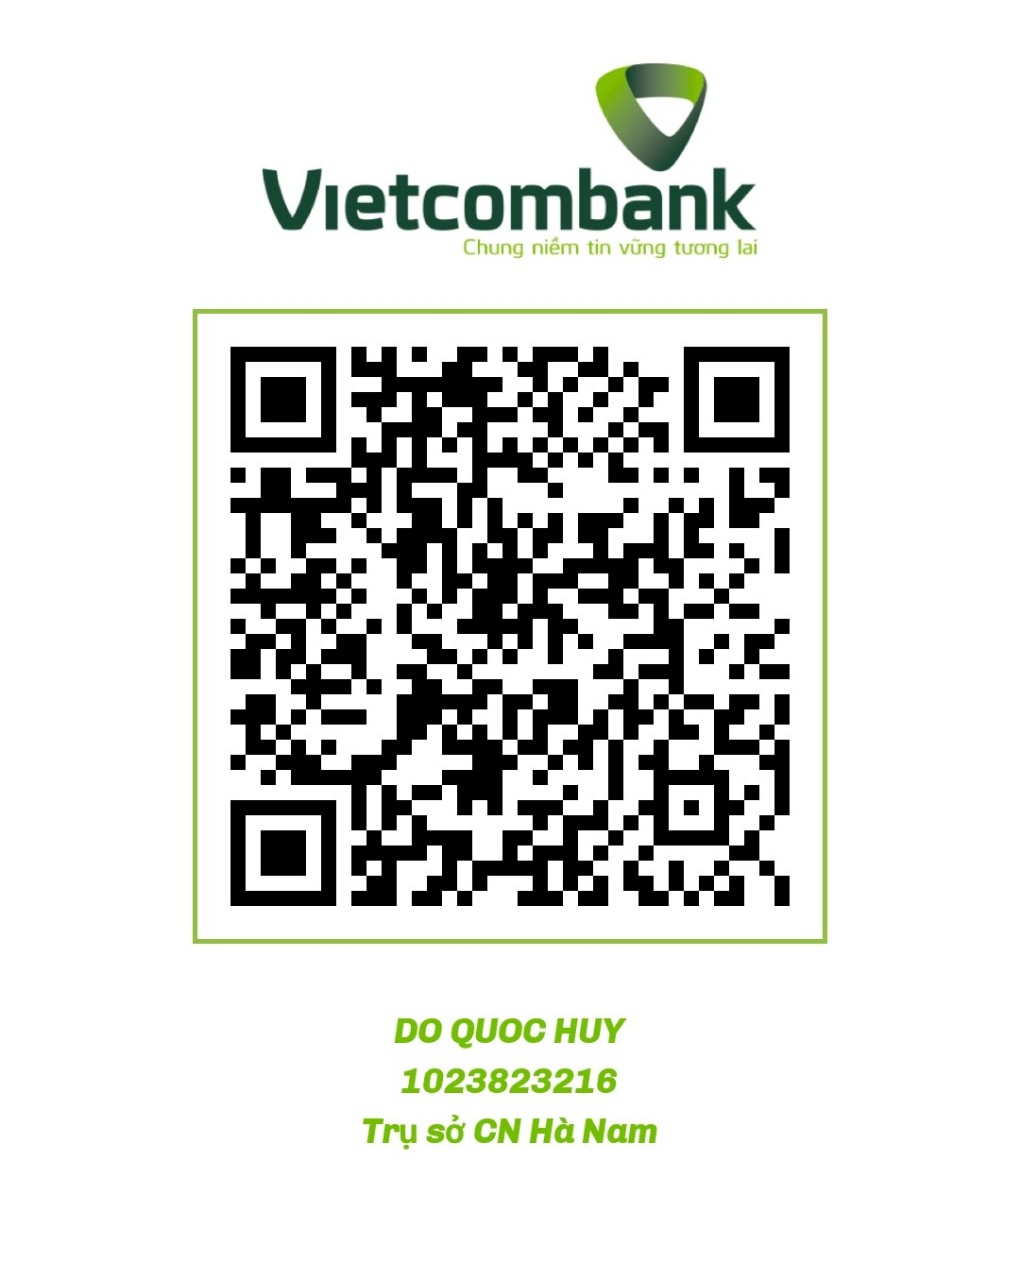 Vietcombank
Chung niềm tin vững tương lai
DO QUOC HUY
1023823216
Trụ sở CN Hà Nam